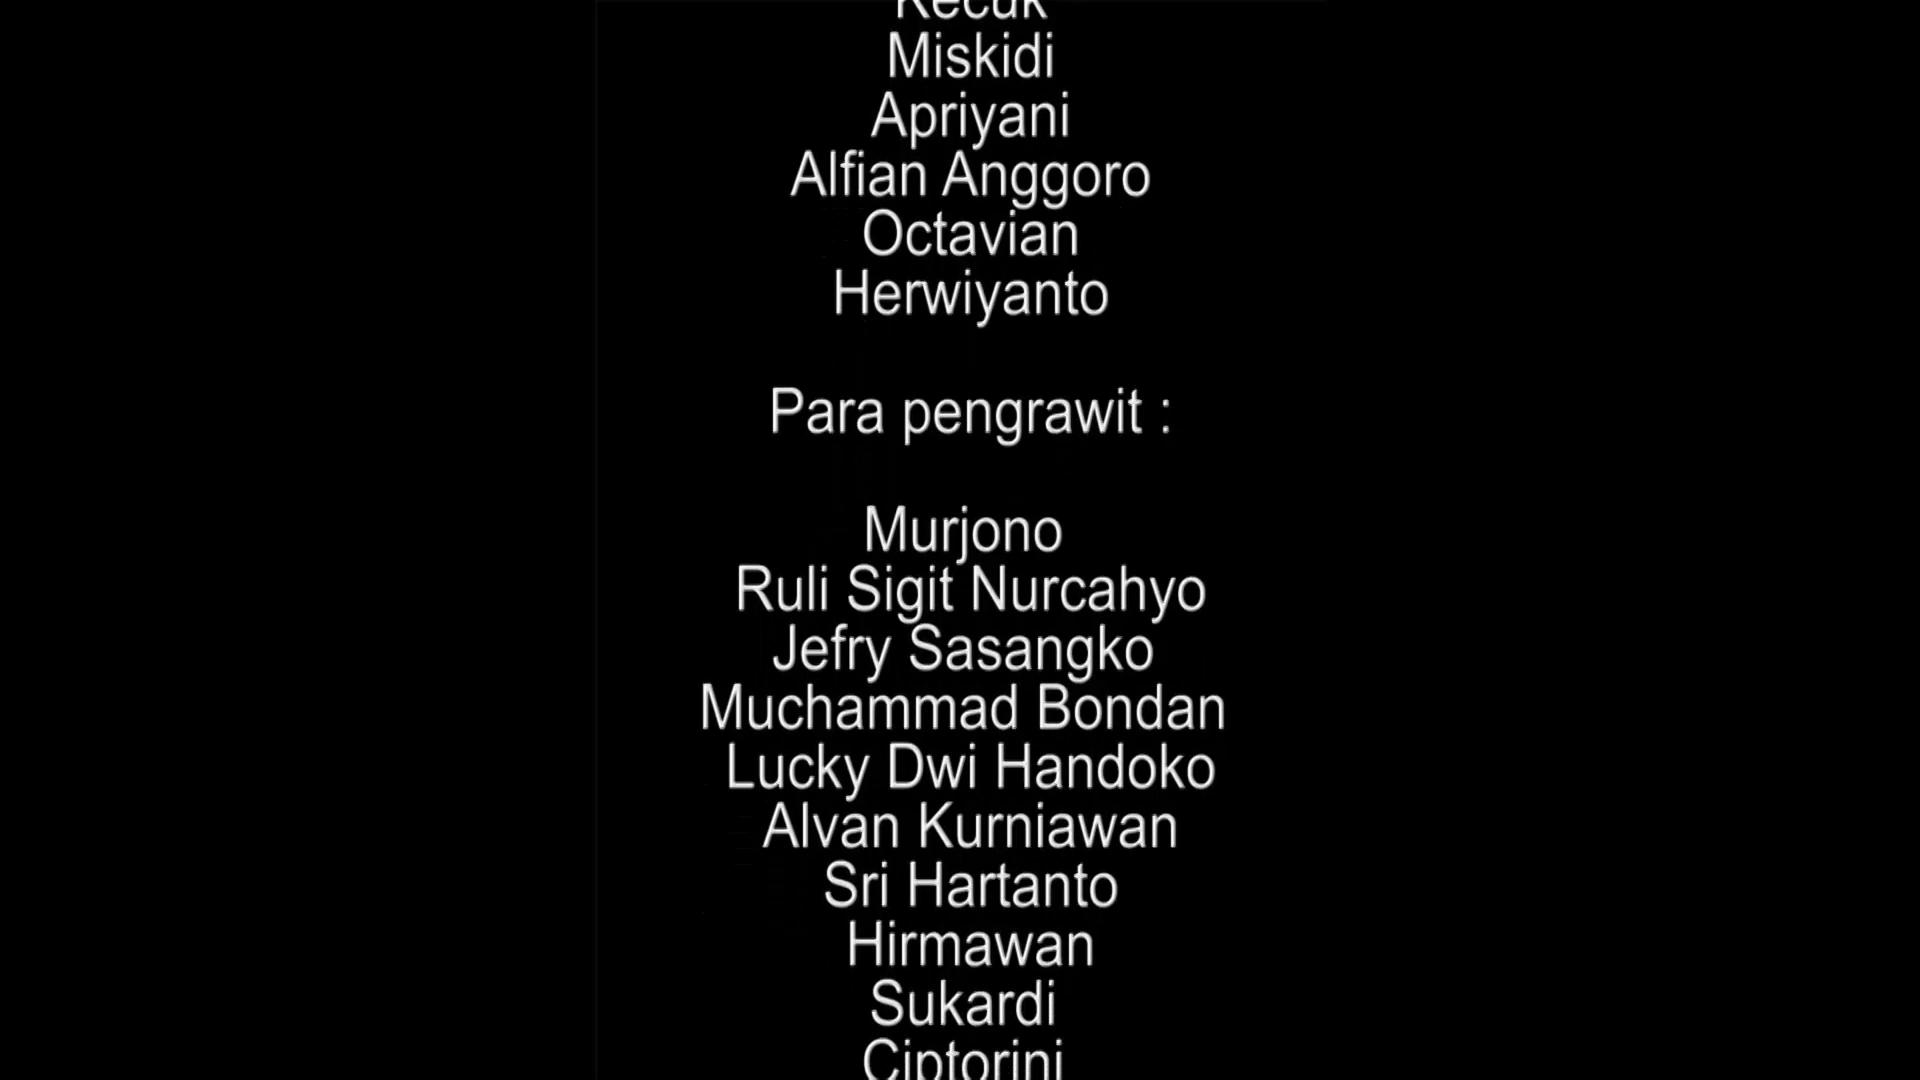 Kecuk
Miskidi
Apriyani
Alfian Anggoro
Octavian
Herwiyanto
Para pengrawit :
Murjono
Ruli Sigit Nurcahyo
Jefry Sasangko
Muchammad Bondan
Lucky Dwi Handoko
Alvan Kurniawan
Sri Hartanto
Hirmawan
Sukardi
Ciptorini